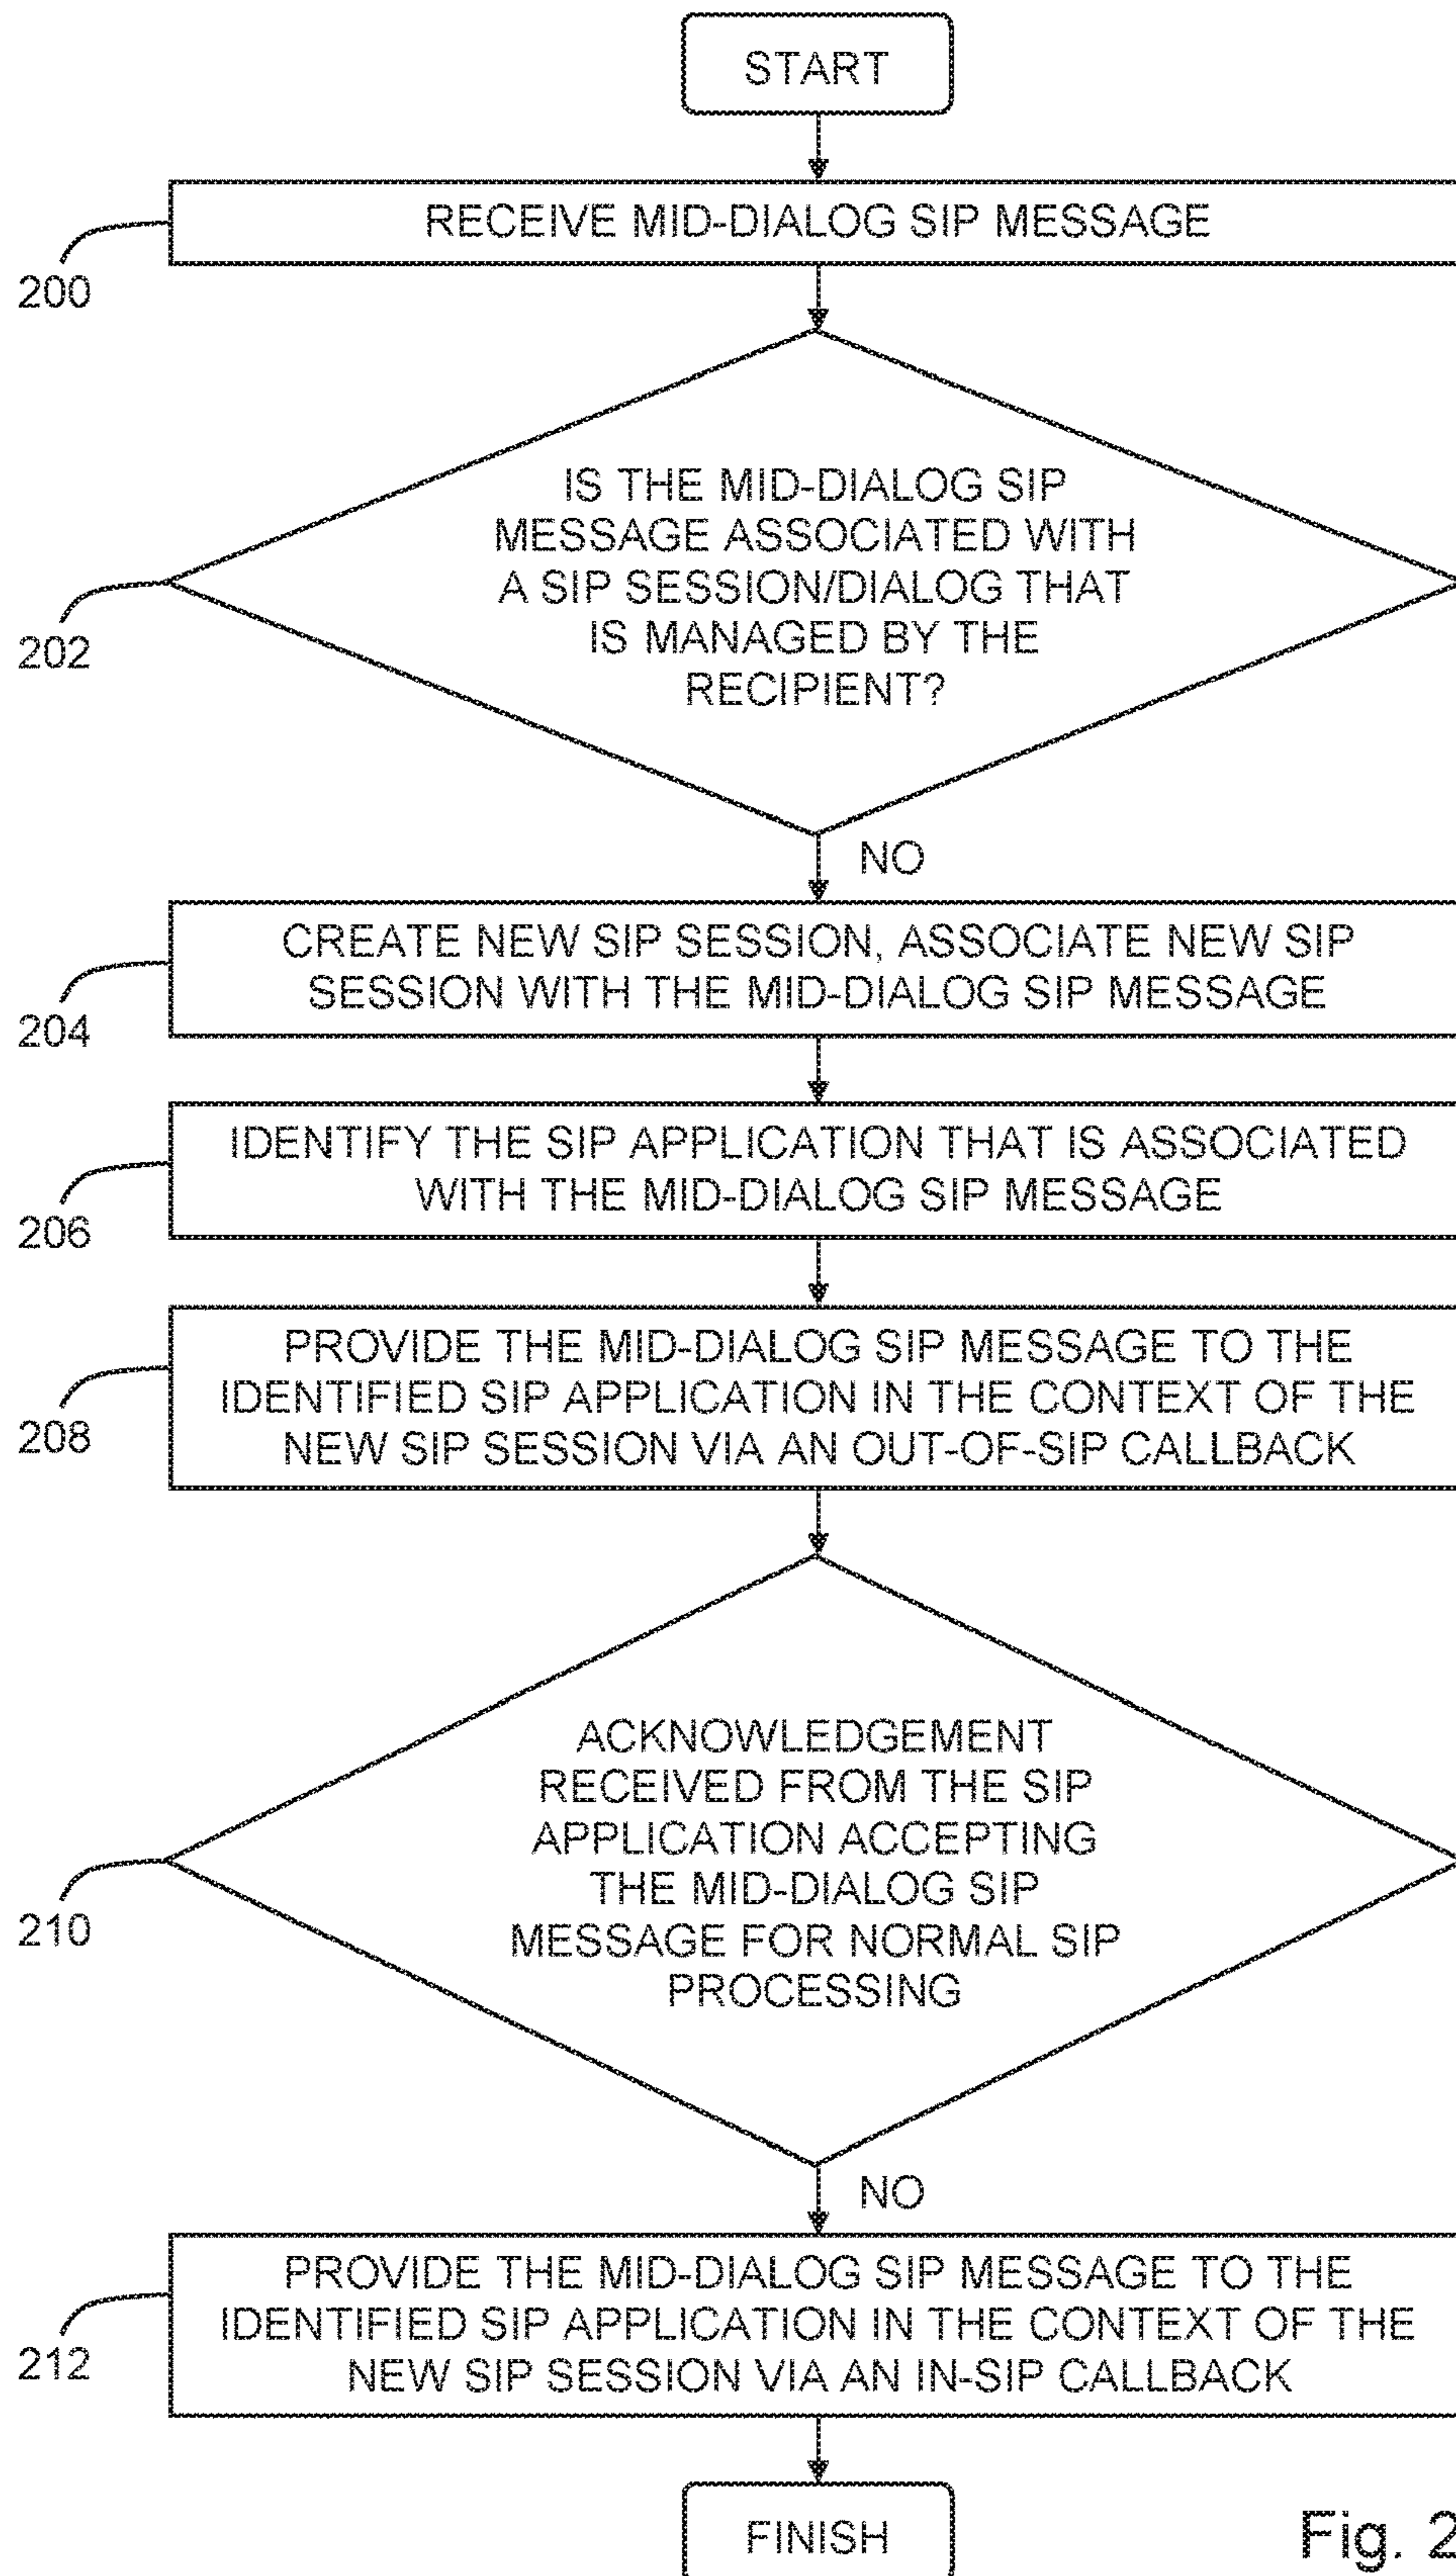 START
RECEIVE MID-DIALOG SIP MESSAGE
200
IS THE MID-DIALOG SIP
MESSAGE ASSOCIATED WITH
A SIP SESSION/DIALOG THAT
IS MANAGED BY THE
RECIPIENT?
202
NO
CREATE NEW SIP SESSION, ASSOCIATE NEW SIP
SESSION WITH THE MID-DIALOG SIP MESSAGE
204
IDENTIFY THE SIP APPLICATION THAT IS ASSOCIATED
WITH THE MID-DIALOG SIP MESSAGE
206
PROVIDE THE MID-DIALOG SIP MESSAGE TO THE
IDENTIFIED SIP APPLICATION IN THE CONTEXT OF THE
NEW SIP SESSION VIA AN OUT-OF-SIP CALLBACK
208
ACKNOWLEDGEMENT
RECEIVED FROM THE SIP
APPLICATION ACCEPTING
THE MID-DIALOG SIP
MESSAGE FOR NORMAL SIP
PROCESSING
210
NO
PROVIDE THE MID-DIALOG SIP MESSAGE TO THE
IDENTIFIED SIP APPLICATION IN THE CONTEXT OF THE
NEW SIP SESSION VIA AN IN-SIP CALLBACK
212
FINISH
Fig. 2